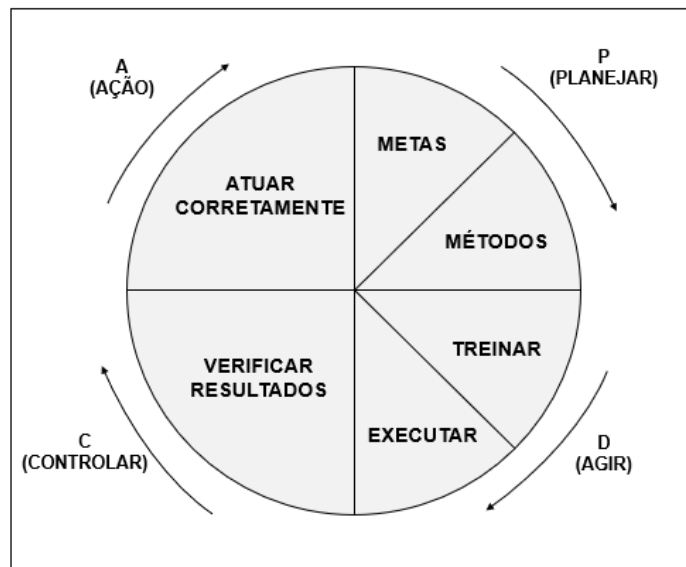 A
(AÇÃO)
P
(PLANEJAR)
METAS
ATUAR
CORRETAMENTE
MÉTODOS
TREINAR
VERIFICAR
RESULTADOS
EXECUTAR
C
(CONTROLAR)
D
(AGIR)